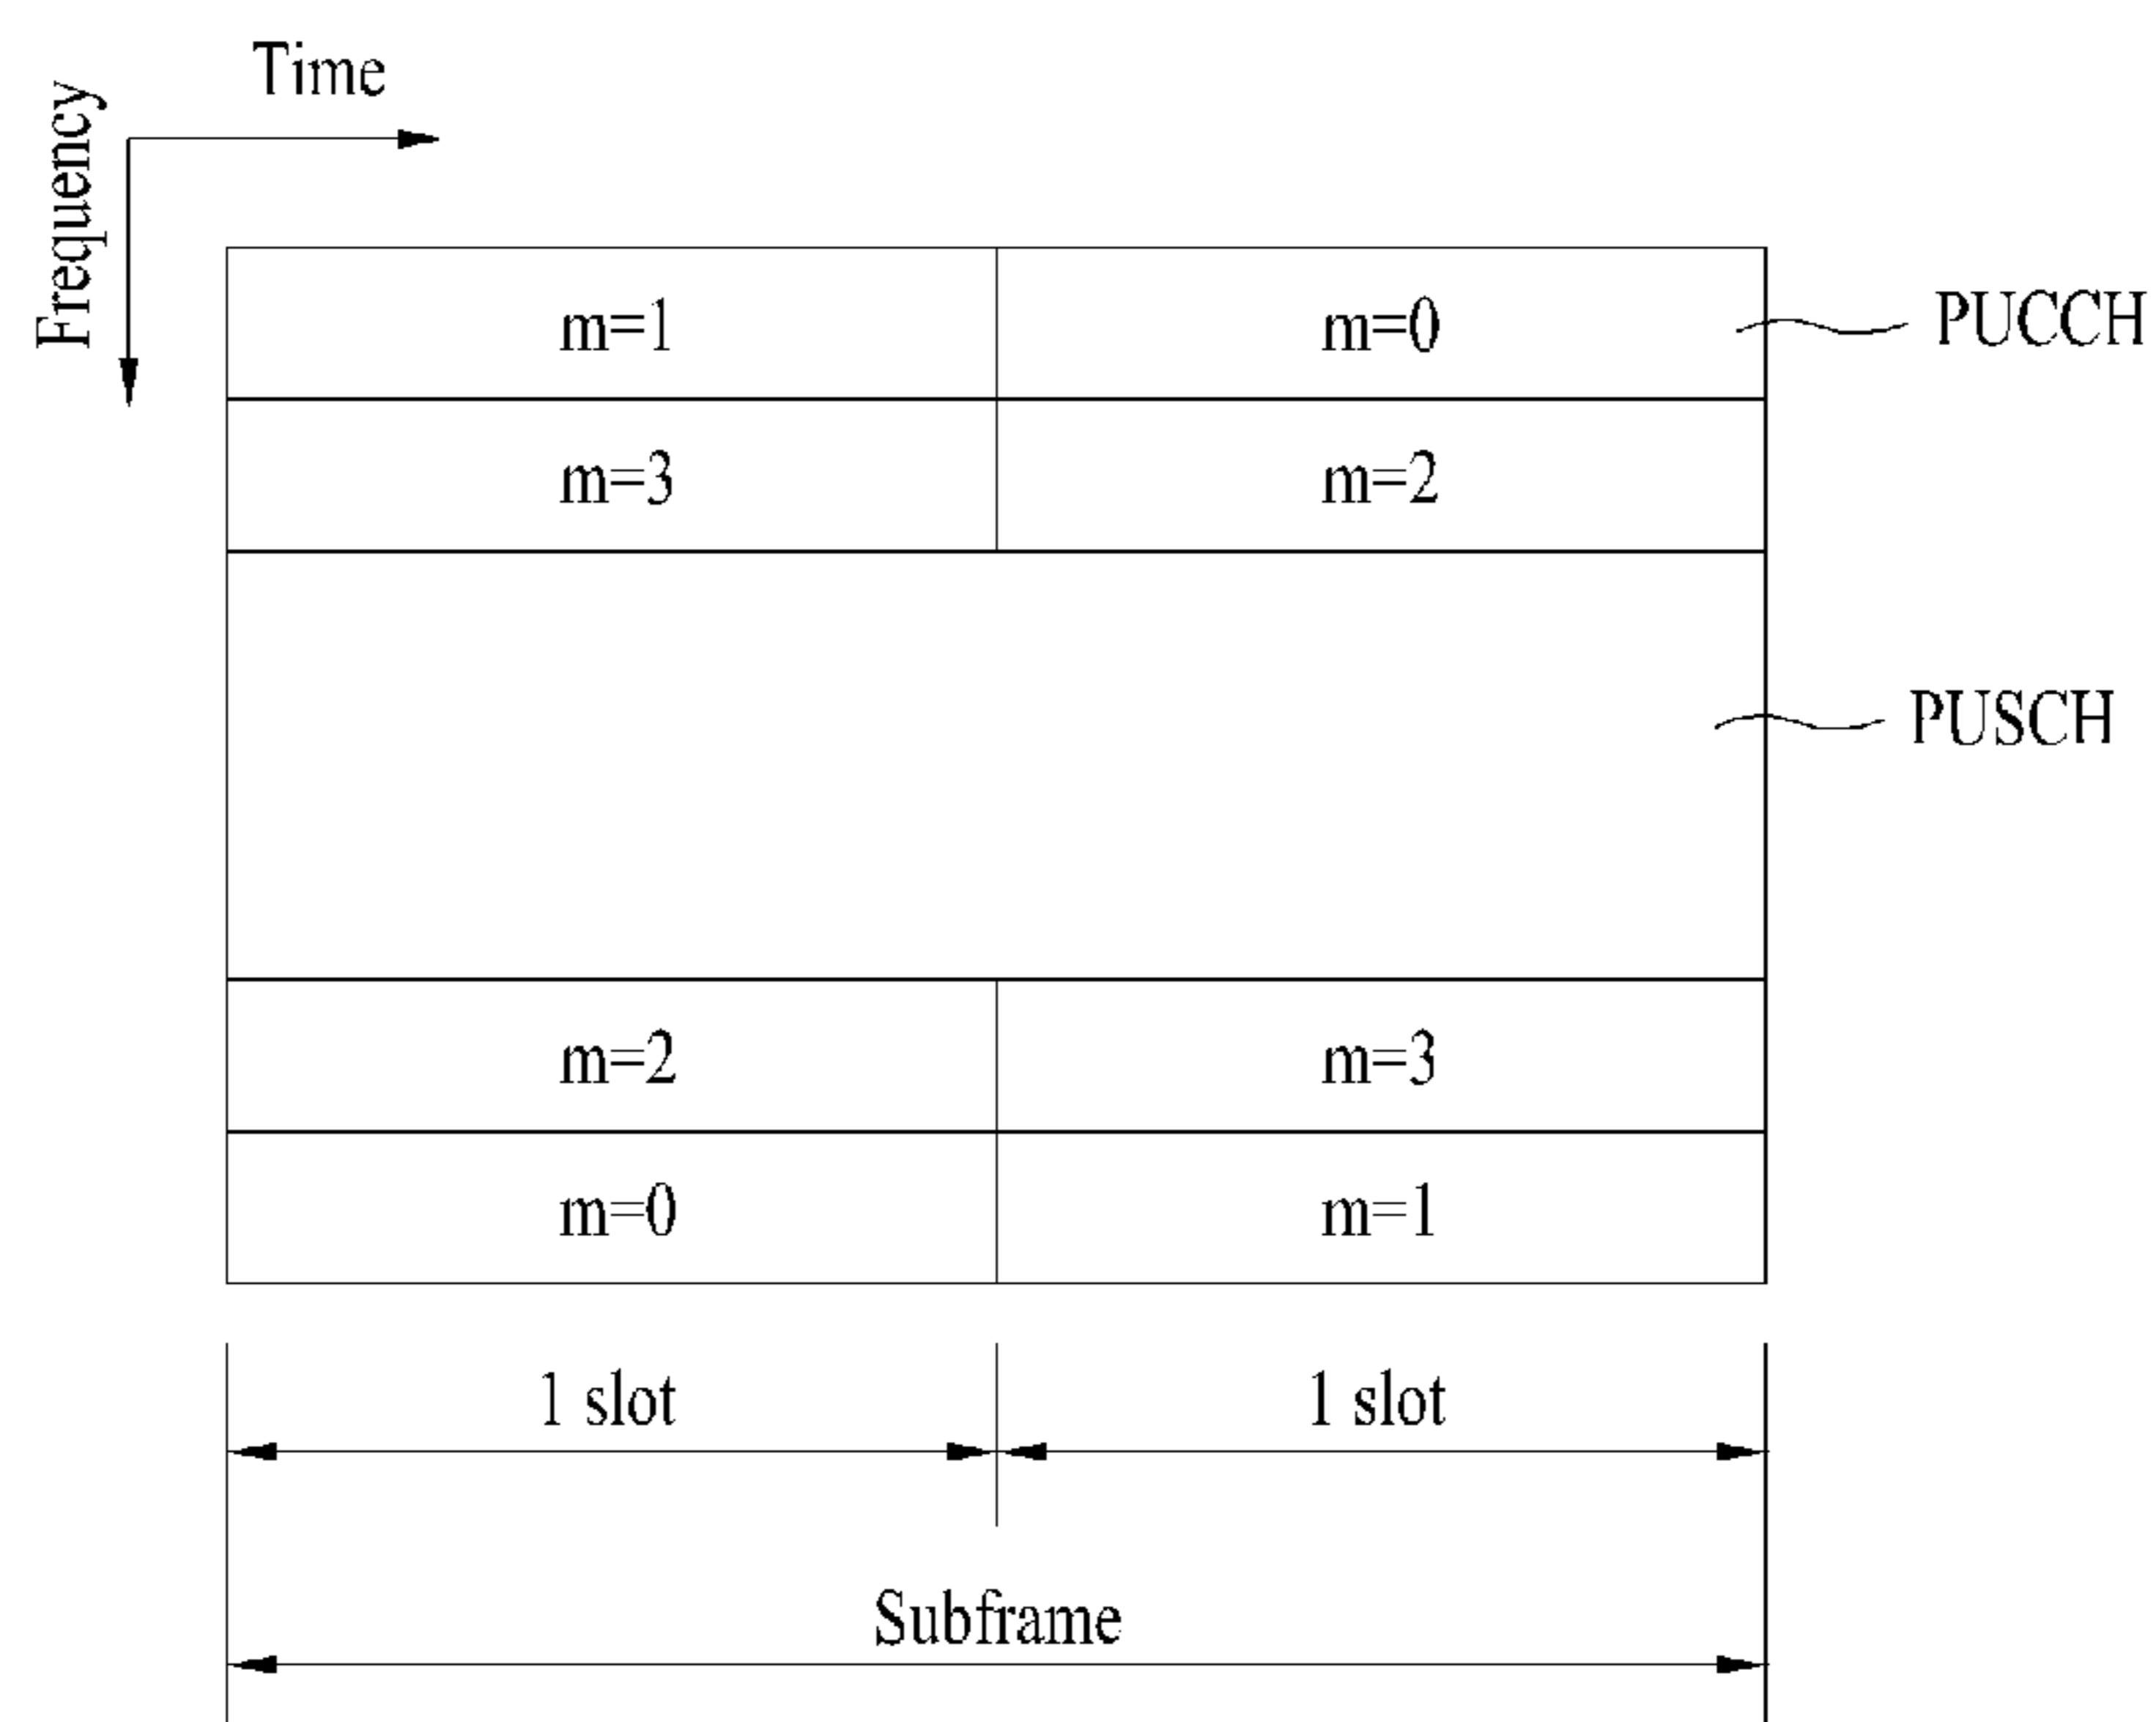 Time
Frequency
m=1 m=0 PUCCH
m=3 m=2
PUSCH
m=2 m=3
m=0 m=1
1 slot 1 slot
Subframe